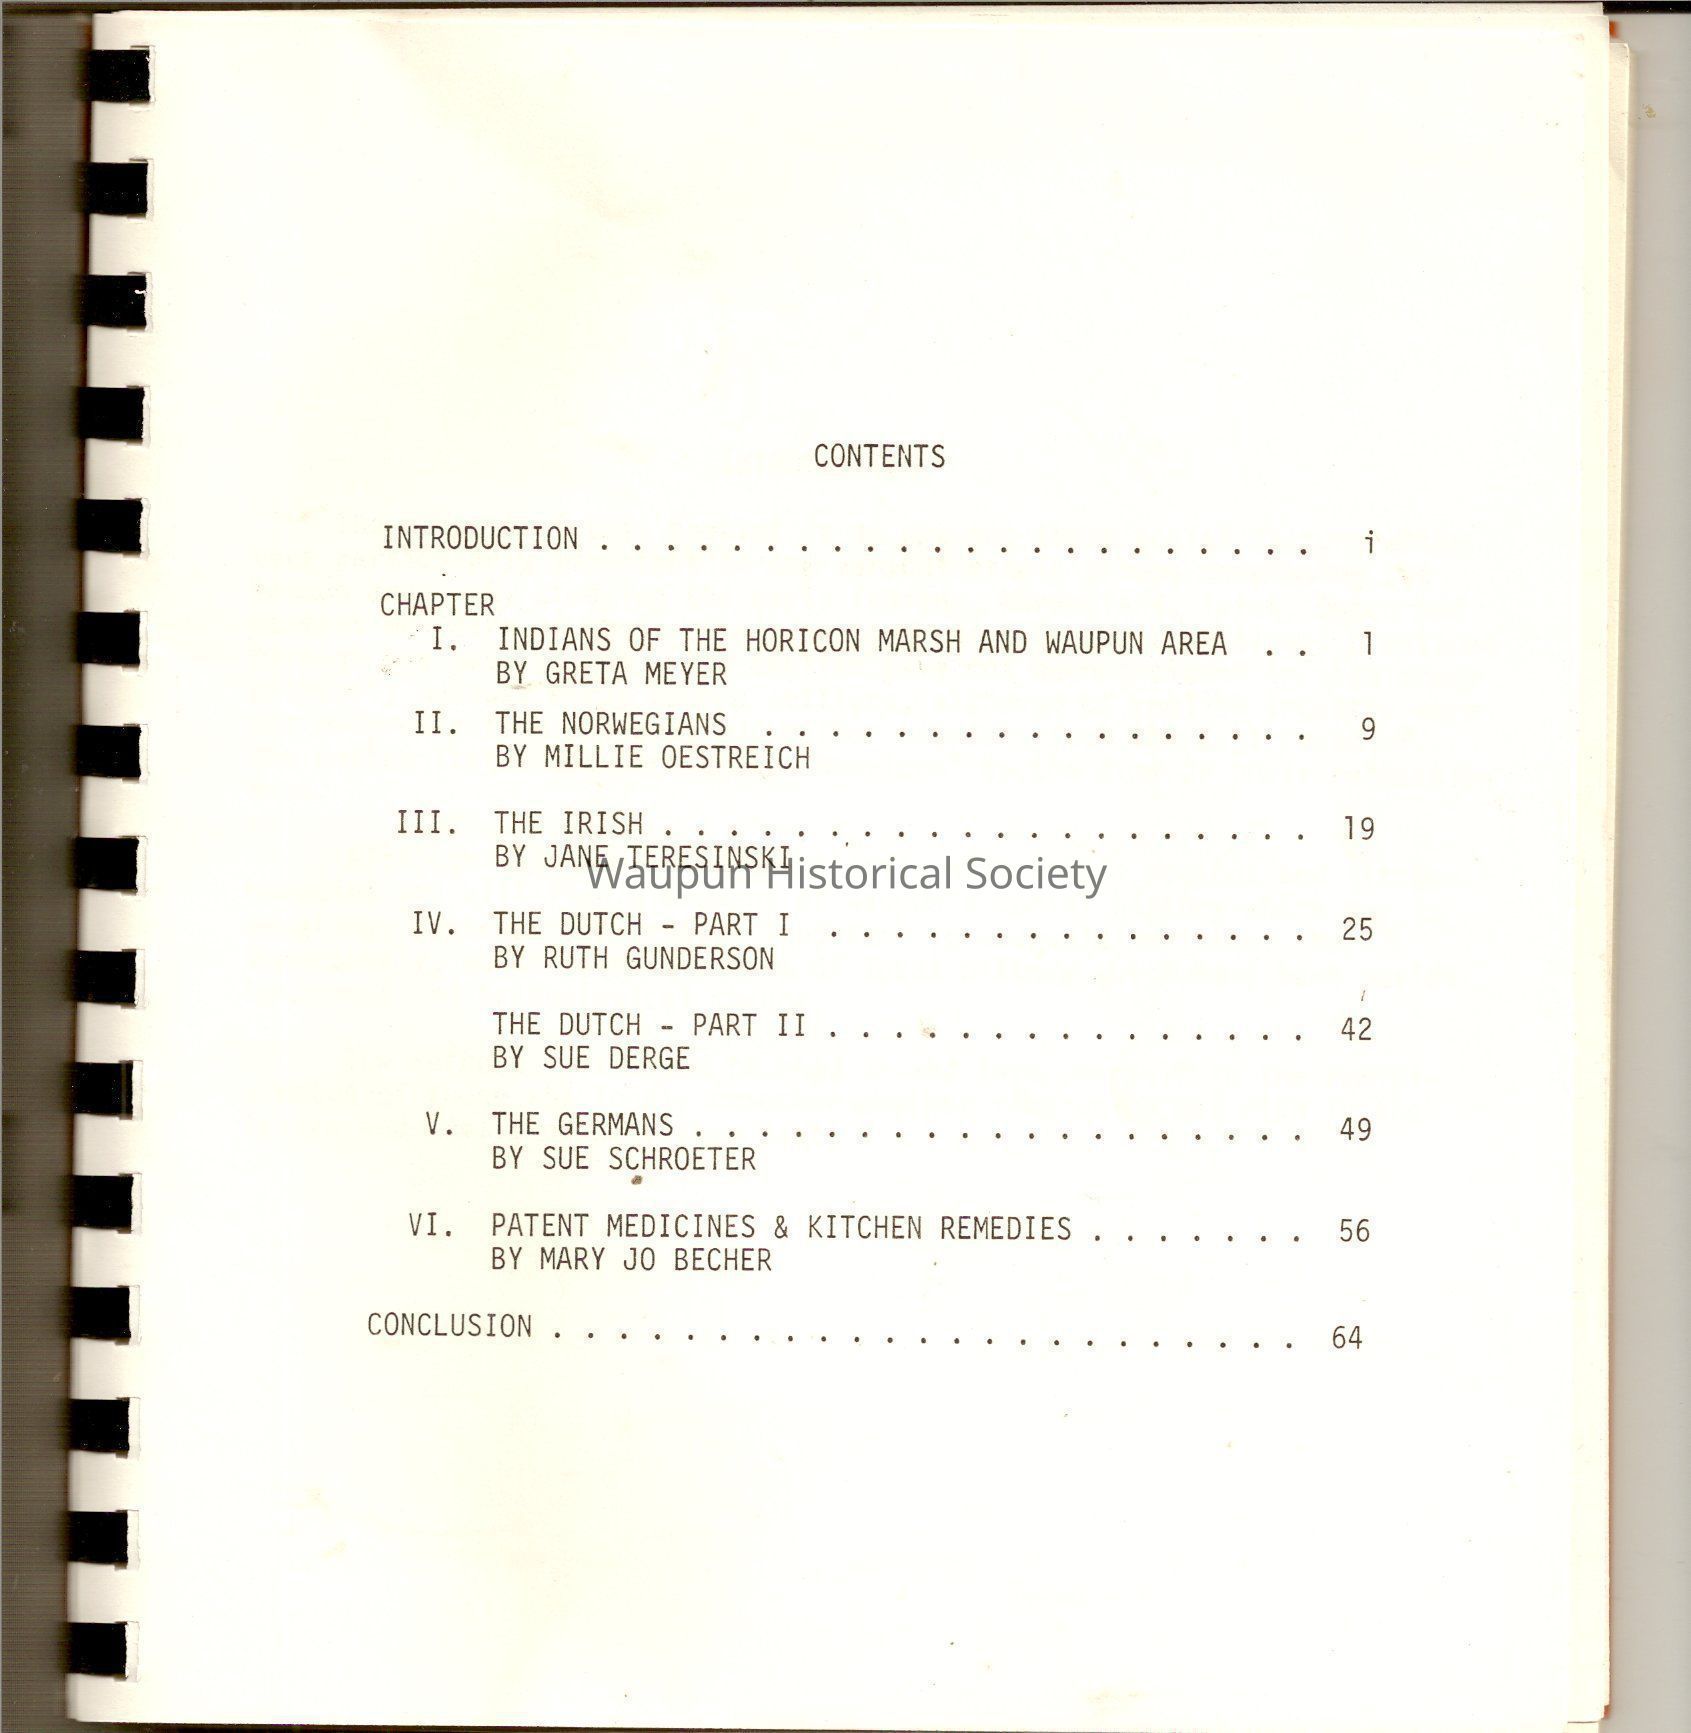 CONTENTS
INTRODUCTION . . . . . . . . . . . . . . . . . . . . . . i
CHAPTER
I. INDIANS OF THE HORICON MARSH AND WAUPUN AREA . . 1
BY GRETA MEYER
II. THE NORWEGIANS . . . . . . . . . . . . . . . . . 9
BY MILLIE OESTREICH
III. THE IRISH . . . . . . . . . . . . . . . . . . . . 19
BY JANE TERESINSKI
Waupun Historical Society
IV. THE DUTCH - PART I . . . . . . . . . . . . . . . 25
BY RUTH GUNDERSON
THE DUTCH - PART II . . . . . . . . . . . . . . . 42
BY SUE DERGE
V. THE GERMANS . . . . . . . . . . . . . . . . . . . 49
BY SUE SCHROETER
VI. PATENT MEDICINES & KITCHEN REMEDIES . . . . . . . 56
BY MARY JO BECHER
CONCLUSION . . . . . . . . . . . . . . . . . . . . . . . 64